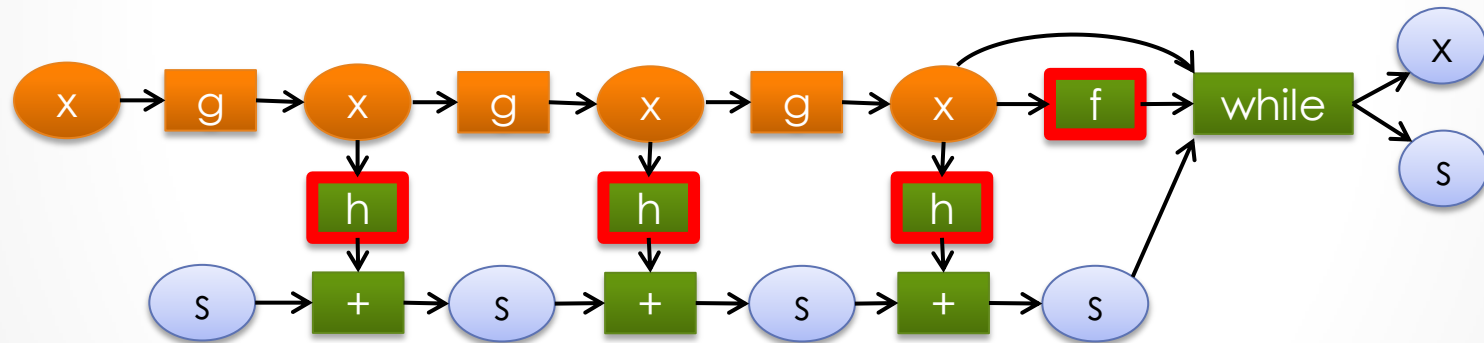 x g x g x g x f while x
h h h s
s + s + s + s